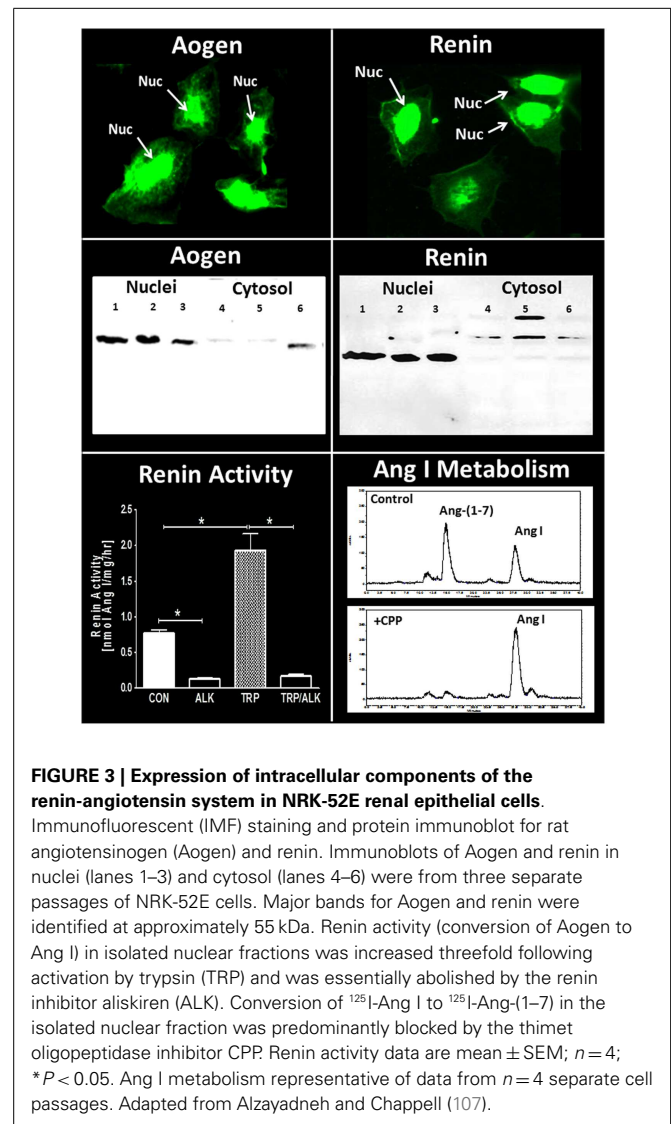 Aogen
Renin
Nuc
Nuc
Nuc
Nuc
Nuc
Nuc
Aogen
Renin
Nuclei Cytosol
1 2 3 4 5 6
Nuclei Cytosol
1 2 3 4 5 6
Renin Activity
Renin Activity
[nmol Ang I/mg/hr]
2.5
2.0
1.5
1.0
0.5
0.0
*
*
*
CON ALK TRP TRP/ALK
Ang I Metabolism
Control
Ang-(1-7)
Ang I
+CPP
Ang I
FIGURE 3 | Expression of intracellular components of the
renin-angiotensin system in NRK-52E renal epithelial cells.
Immunofluorescent (IMF) staining and protein immunoblot for rat
angiotensinogen (Aogen) and renin. Immunoblots of Aogen and renin in
nuclei (lanes 1–3) and cytosol (lanes 4–6) were from three separate
passages of NRK-52E cells. Major bands for Aogen and renin were
identified at approximately 55 kDa. Renin activity (conversion of Aogen to
Ang I) in isolated nuclear fractions was increased threefold following
activation by trypsin (TRP) and was essentially abolished by the renin
inhibitor aliskiren (ALK). Conversion of ¹²⁵I-Ang I to ¹²⁵I-Ang-(1–7) in the
isolated nuclear fraction was predominantly blocked by the thimet
oligopeptidase inhibitor CPP. Renin activity data are mean ± SEM; n = 4;
*P < 0.05. Ang I metabolism representative of data from n = 4 separate cell
passages. Adapted from Alzayadneh and Chappell (107).